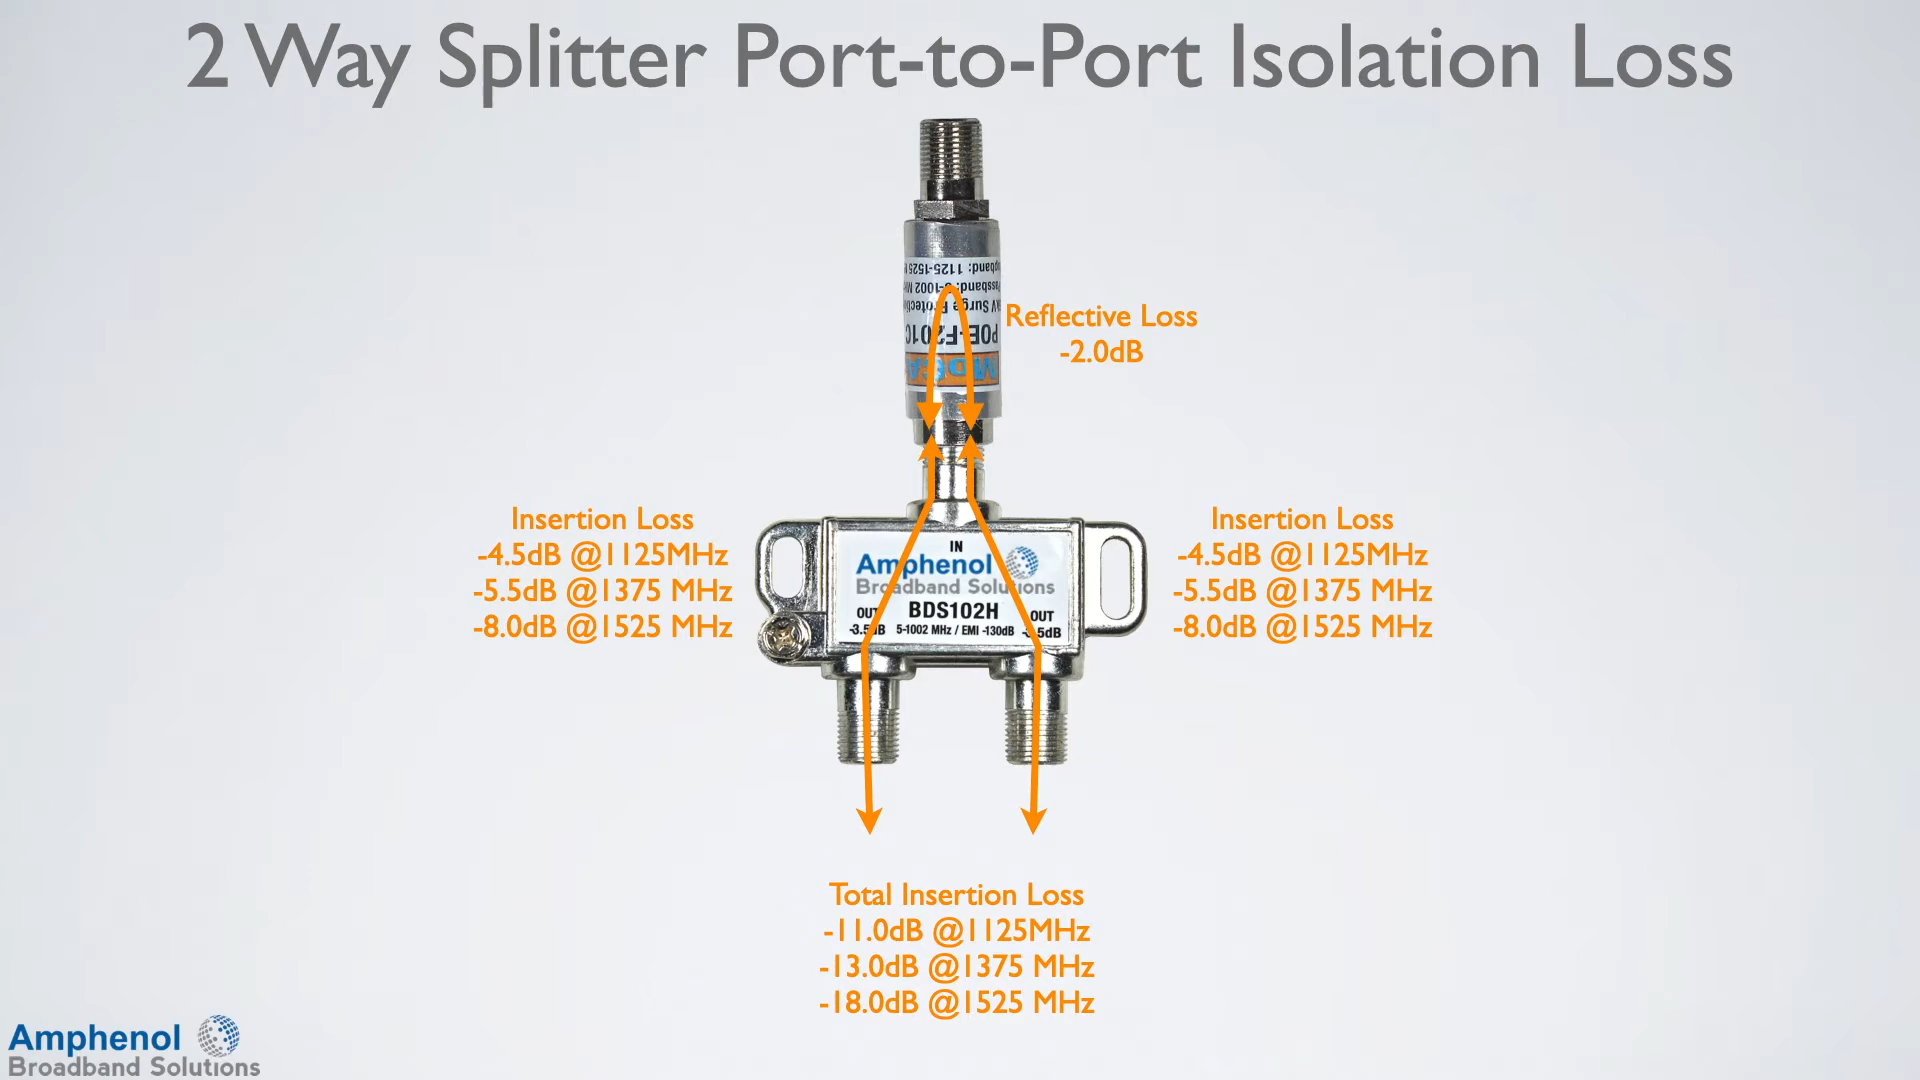 2 Way Splitter Port-to-Port Isolation Loss
Reflective Loss
-2.0dB
Insertion Loss
-4.5dB @1125MHz
-5.5dB @1375 MHz
-8.0dB @1525 MHz
Insertion Loss
-4.5dB @1125MHz
-5.5dB @1375 MHz
-8.0dB @1525 MHz
IN
Amphenol
Broadband Solutions
OUT BDS102H OUT
5-1002 MHz / EMI -130dB
Total Insertion Loss
-11.0dB @1125MHz
-13.0dB @1375 MHz
-18.0dB @1525 MHz
Amphenol
Broadband Solutions